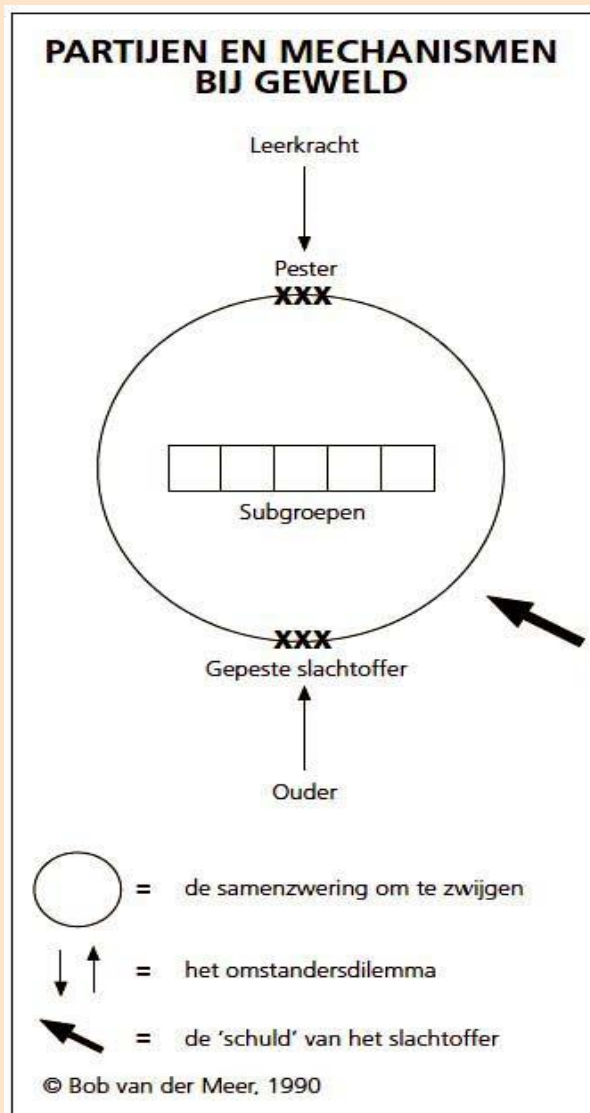 PARTIJEN EN MECHANISMEN
BIJ GEWELD
Leerkracht
Pester
xxx
Subgroepen
xxx
Gepeste slachtoffer
Ouder
= de samenzwering om te zwijgen
= het omstandersdilemma
= de ‘schuld’ van het slachtoffer
© Bob van der Meer, 1990